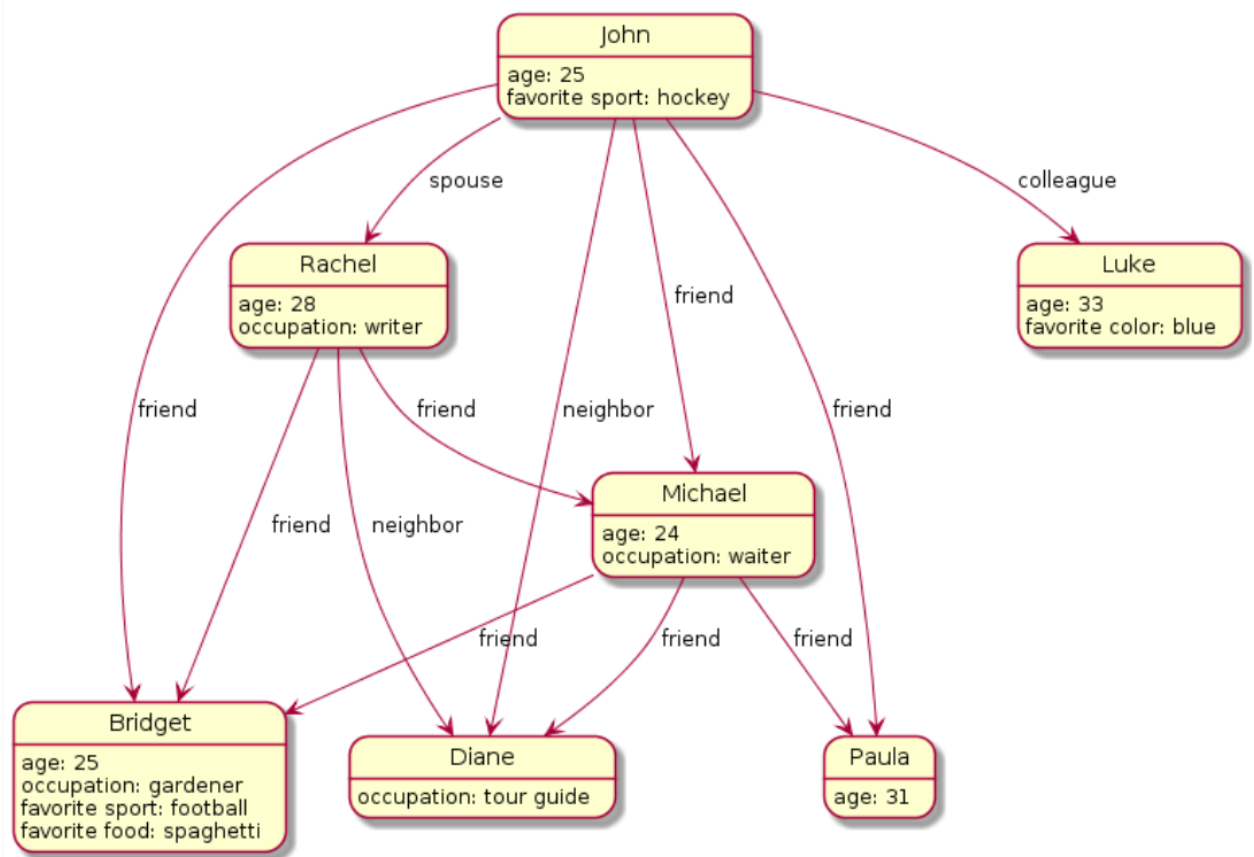 John
age: 25
favorite sport: hockey
spouse
colleague
Rachel
age: 28
occupation: writer
friend
Luke
age: 33
favorite color: blue
friend
friend
neighbor
friend
Michael
age: 24
occupation: waiter
friend
neighbor
friend
friend
friend
Bridget
age: 25
occupation: gardener
favorite sport: football
favorite food: spaghetti
Diane
occupation: tour guide
Paula
age: 31